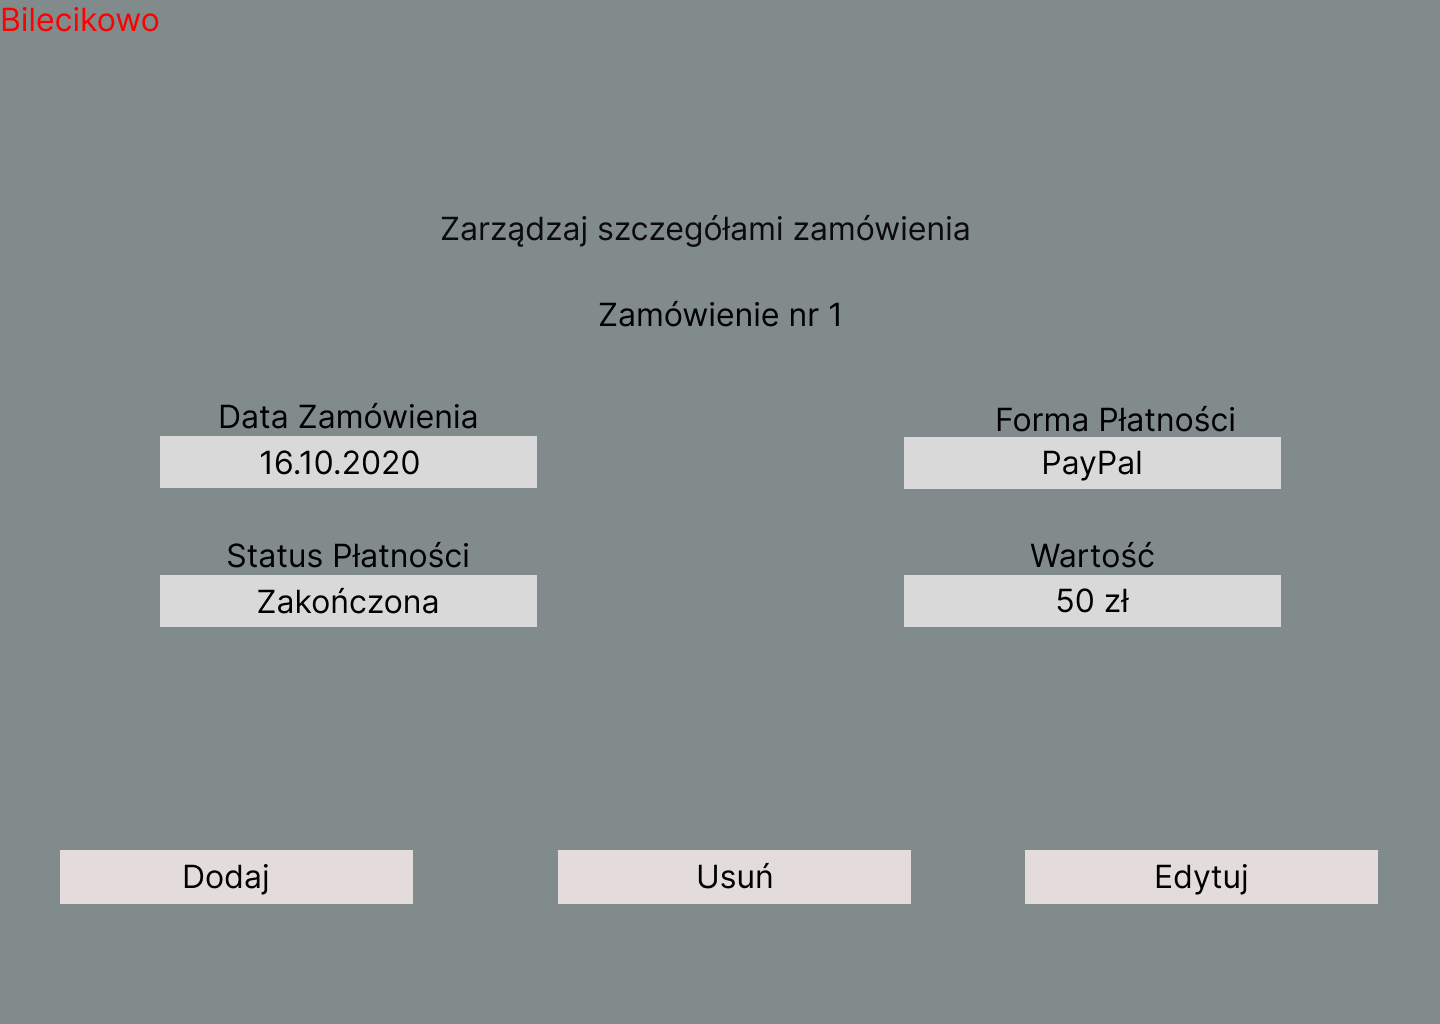 Bilecikowo
Zarządzaj szczegółami zamówienia
Zamówienie nr 1
Data Zamówienia
16.10.2020
Forma Płatności
PayPal
Status Płatności
Zakończona
Wartość
50 zł
Dodaj
Usuń
Edytuj